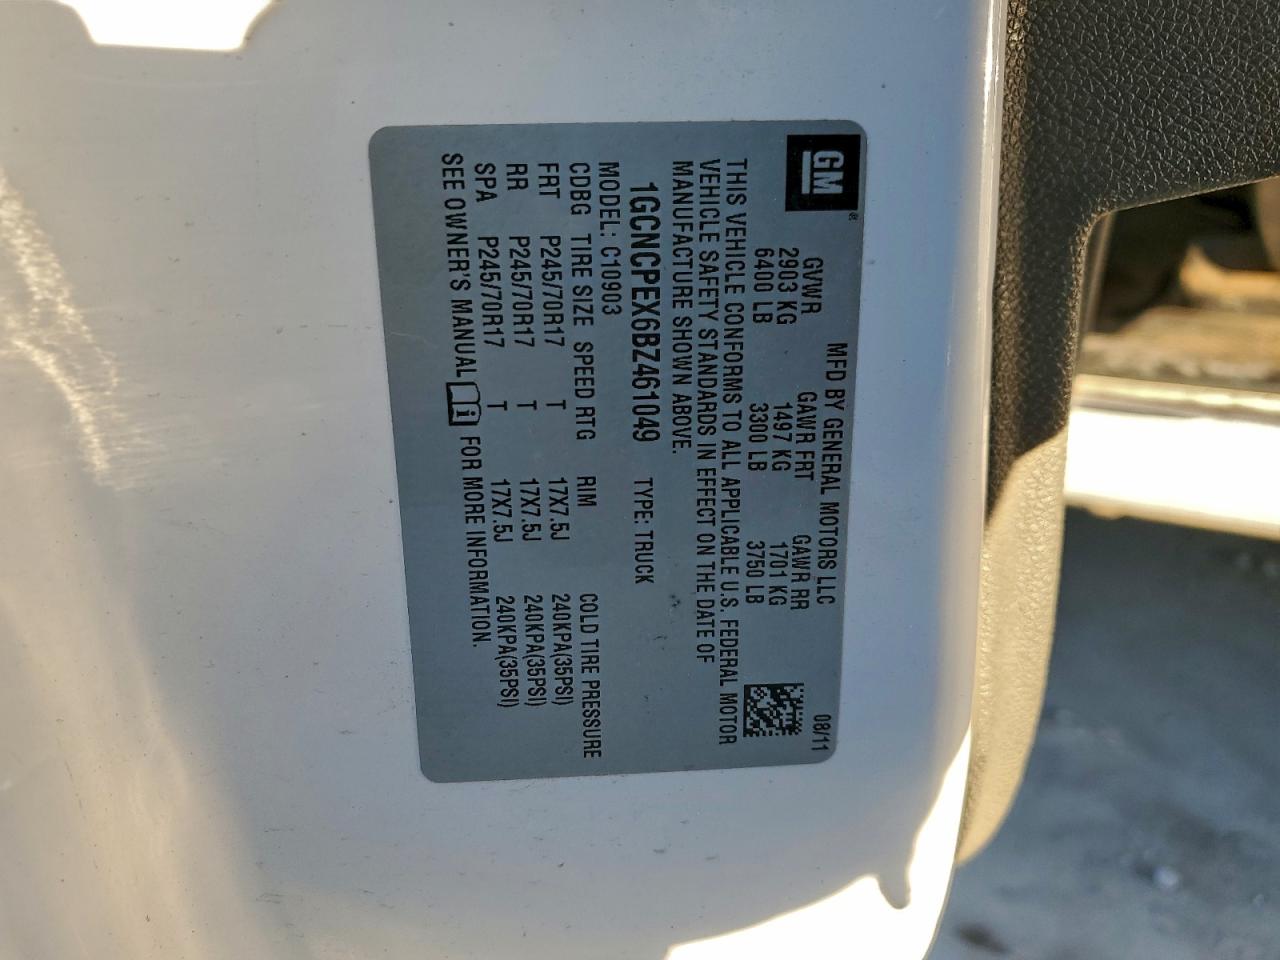 GM ®
MFD BY GENERAL MOTORS LLC 08/11
GVWR GAWR FRT GAWR RR
2903 KG 1497 KG 1701 KG
6400 LB 3300 LB 3750 LB
THIS VEHICLE CONFORMS TO ALL APPLICABLE U.S. FEDERAL MOTOR
VEHICLE SAFETY STANDARDS IN EFFECT ON THE DATE OF
MANUFACTURE SHOWN ABOVE.
1GCNCPEX6BZ461049 TYPE: TRUCK
MODEL: C10903
CDBG TIRE SIZE SPEED RTG RIM COLD TIRE PRESSURE
FRT P245/70R17 T 17X7.5J 240KPA(35PSI)
RR P245/70R17 T 17X7.5J 240KPA(35PSI)
SPA P245/70R17 T 17X7.5J 240KPA(35PSI)
SEE OWNER'S MANUAL i FOR MORE INFORMATION.